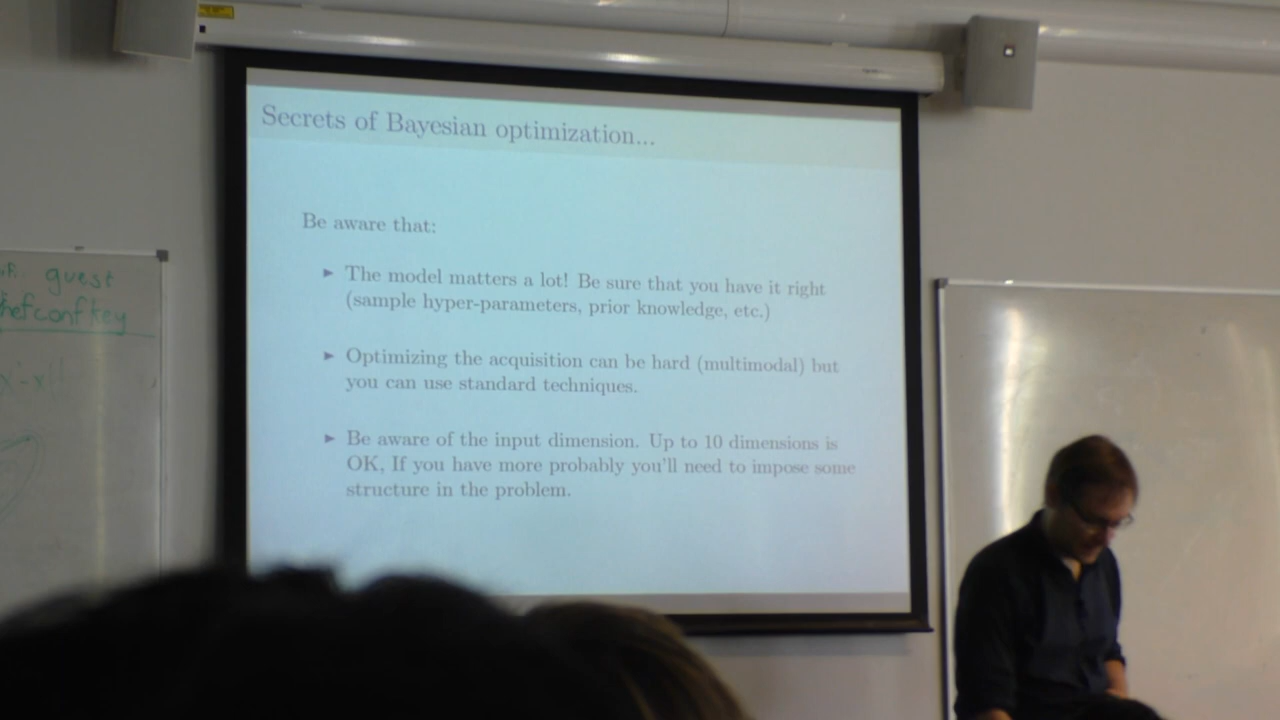 Secrets of Bayesian optimization...
Be aware that:
► The model matters a lot! Be sure that you have it right
(sample hyper-parameters, prior knowledge, etc.)
► Optimizing the acquisition can be hard (multimodal) but
you can use standard techniques.
► Be aware of the input dimension. Up to 10 dimensions is
OK, If you have more probably you'll need to impose some
structure in the problem.
guest